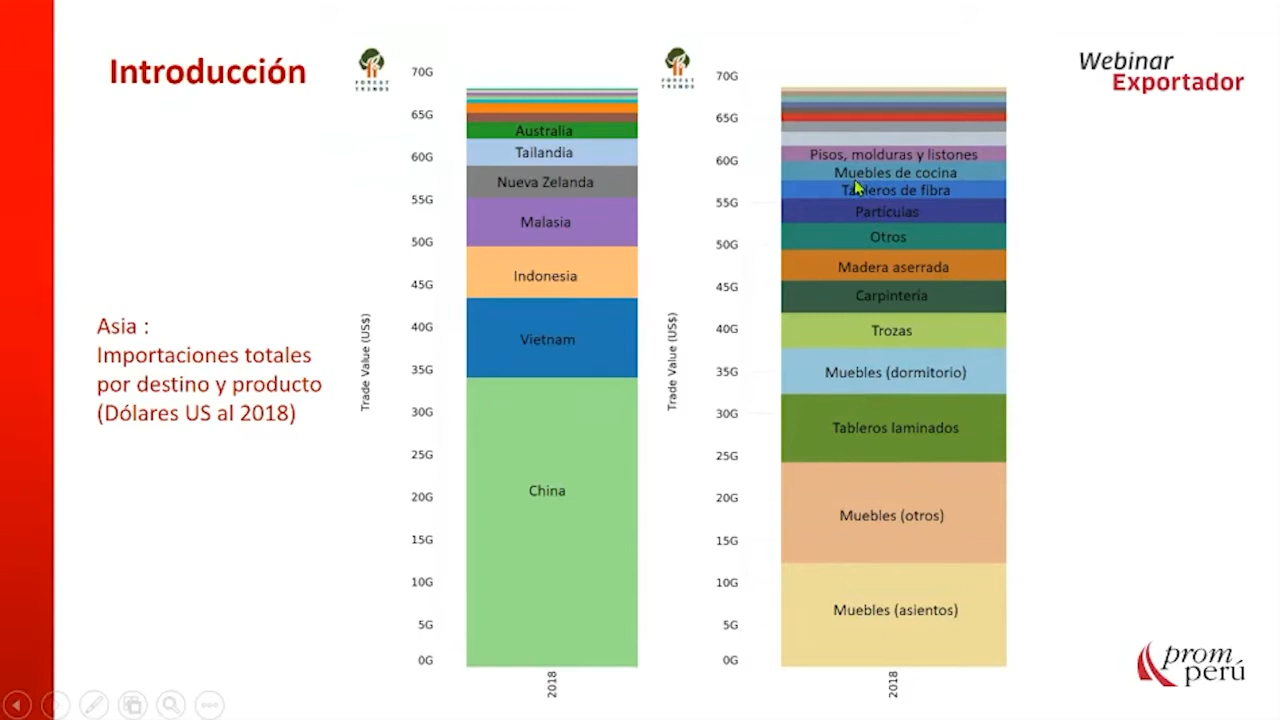 Introducción
Webinar
Exportador
FOREST
TRENDS
FOREST
TRENDS
Asia :
Importaciones totales
por destino y producto
(Dólares US al 2018)
Trade Value (US$)
70G
65G
60G
55G
50G
45G
40G
35G
30G
25G
20G
15G
10G
5G
0G
Australia
Tailandia
Nueva Zelanda
Malasia
Indonesia
Vietnam
China
2018
Trade Value (US$)
70G
65G
60G
55G
50G
45G
40G
35G
30G
25G
20G
15G
10G
5G
0G
Pisos, molduras y listones
Muebles de cocina
Tableros de fibra
Partículas
Otros
Madera aserrada
Carpintería
Trozas
Muebles (dormitorio)
Tableros laminados
Muebles (otros)
Muebles (asientos)
2018
prom
perú